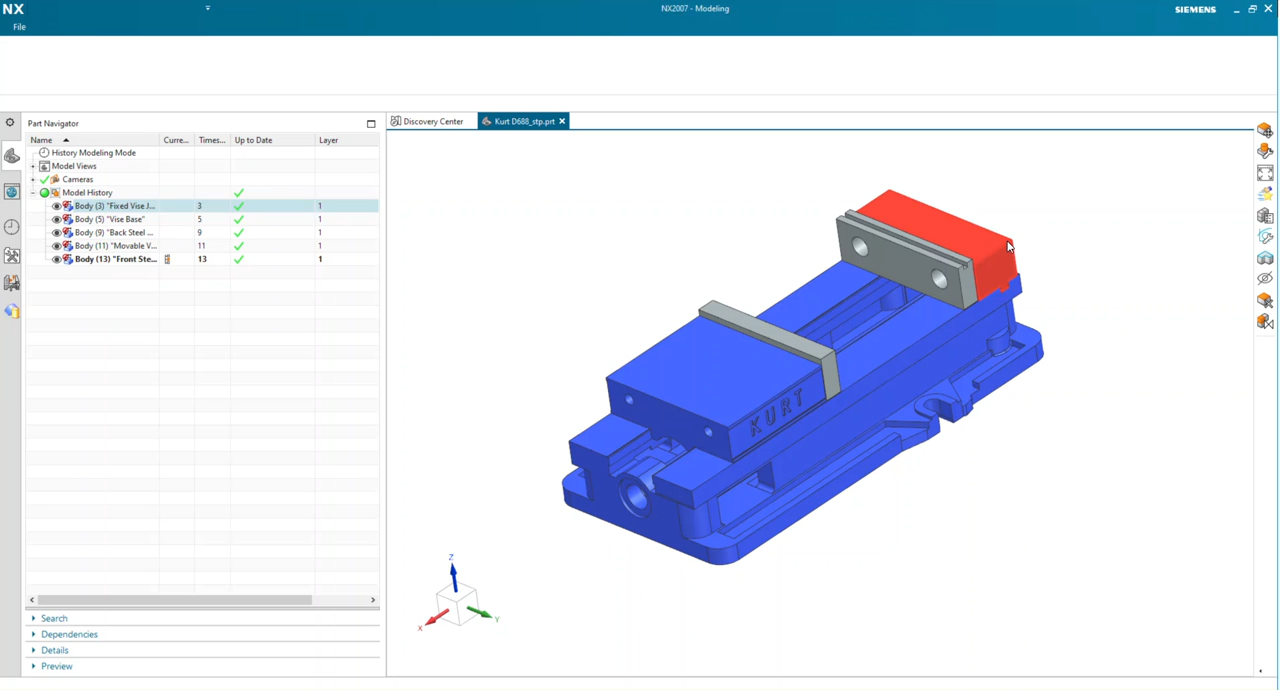 NX
NX2007 - Modeling
SIEMENS
File
Part Navigator
Discovery Center
Kurt D688_stp.prt
Name Curre... Times... Up to Date Layer
History Modeling Mode
Model Views
Cameras
Model History
Body (3) "Fixed Vise J... 3 1
Body (5) "Vise Base" 5 1
Body (9) "Back Steel ... 9 1
Body (11) "Movable V... 11 1
Body (13) "Front Ste... 13 1
KURT
Z
X
Y
Search
Dependencies
Details
Preview